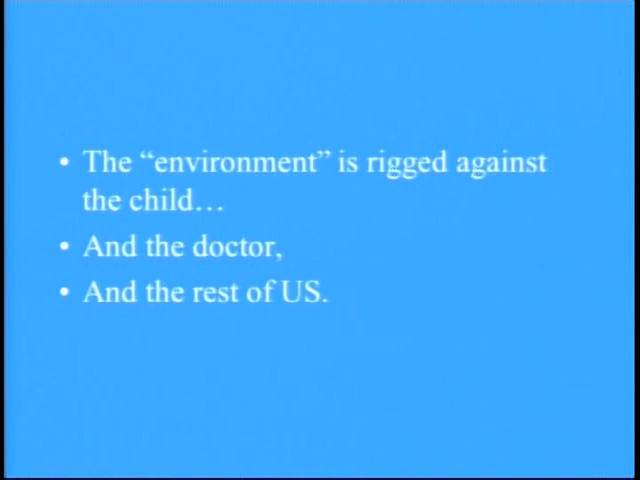 • The “environment” is rigged against
the child…
• And the doctor,
• And the rest of US.